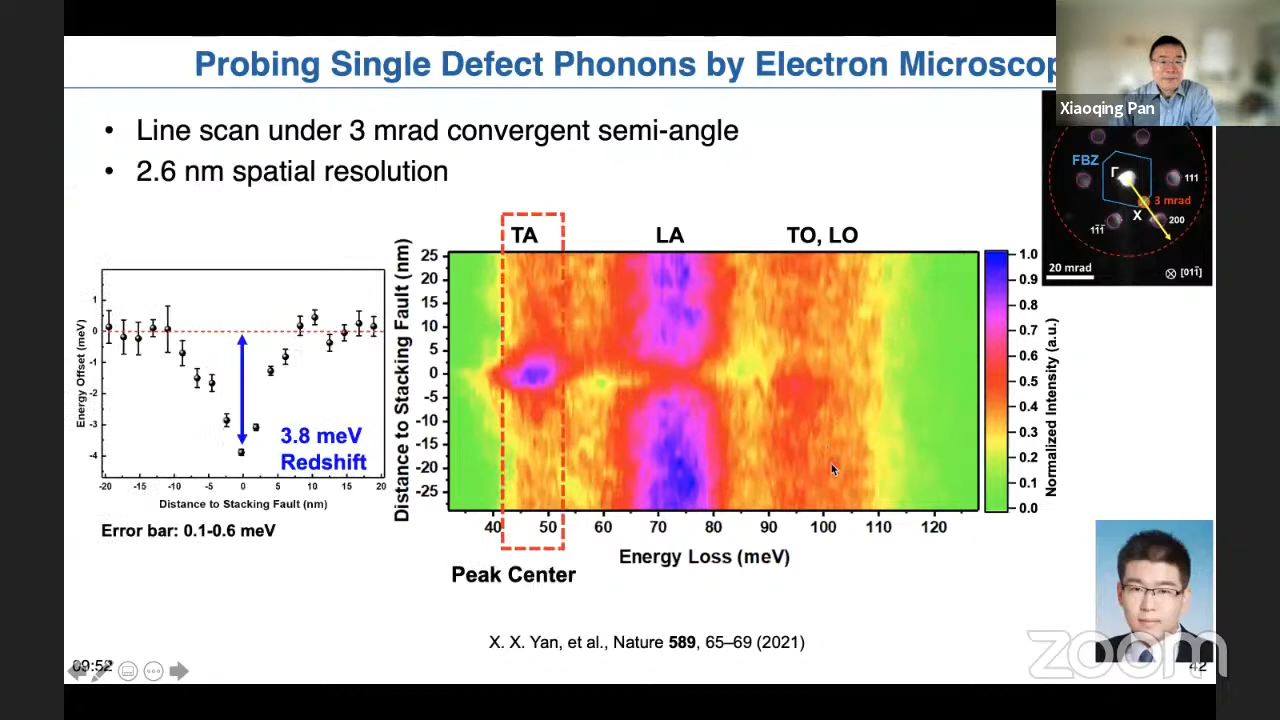 Probing Single Defect Phonons by Electron Microscop
Xiaoqing Pan
• Line scan under 3 mrad convergent semi-angle
• 2.6 nm spatial resolution
FBZ
Γ
111
3 mrad
X
200
11̄1
20 mrad
⊗ [011̄]
TA
LA
TO, LO
Distance to Stacking Fault (nm)
25
20
15
10
5
0
-5
-10
-15
-20
-25
40 50 60 70 80 90 100 110 120
Energy Loss (meV)
Peak Center
1.0
0.9
0.8
0.7
0.6
0.5
0.4
0.3
0.2
0.1
0.0
Normalized Intensity (a.u.)
Energy Offset (meV)
1
0
-1
-2
-3
-4
3.8 meV
Redshift
-20 -15 -10 -5 0 5 10 15 20
Distance to Stacking Fault (nm)
Error bar: 0.1-0.6 meV
X. X. Yan, et al., Nature 589, 65–69 (2021)
zoom
09:52
42